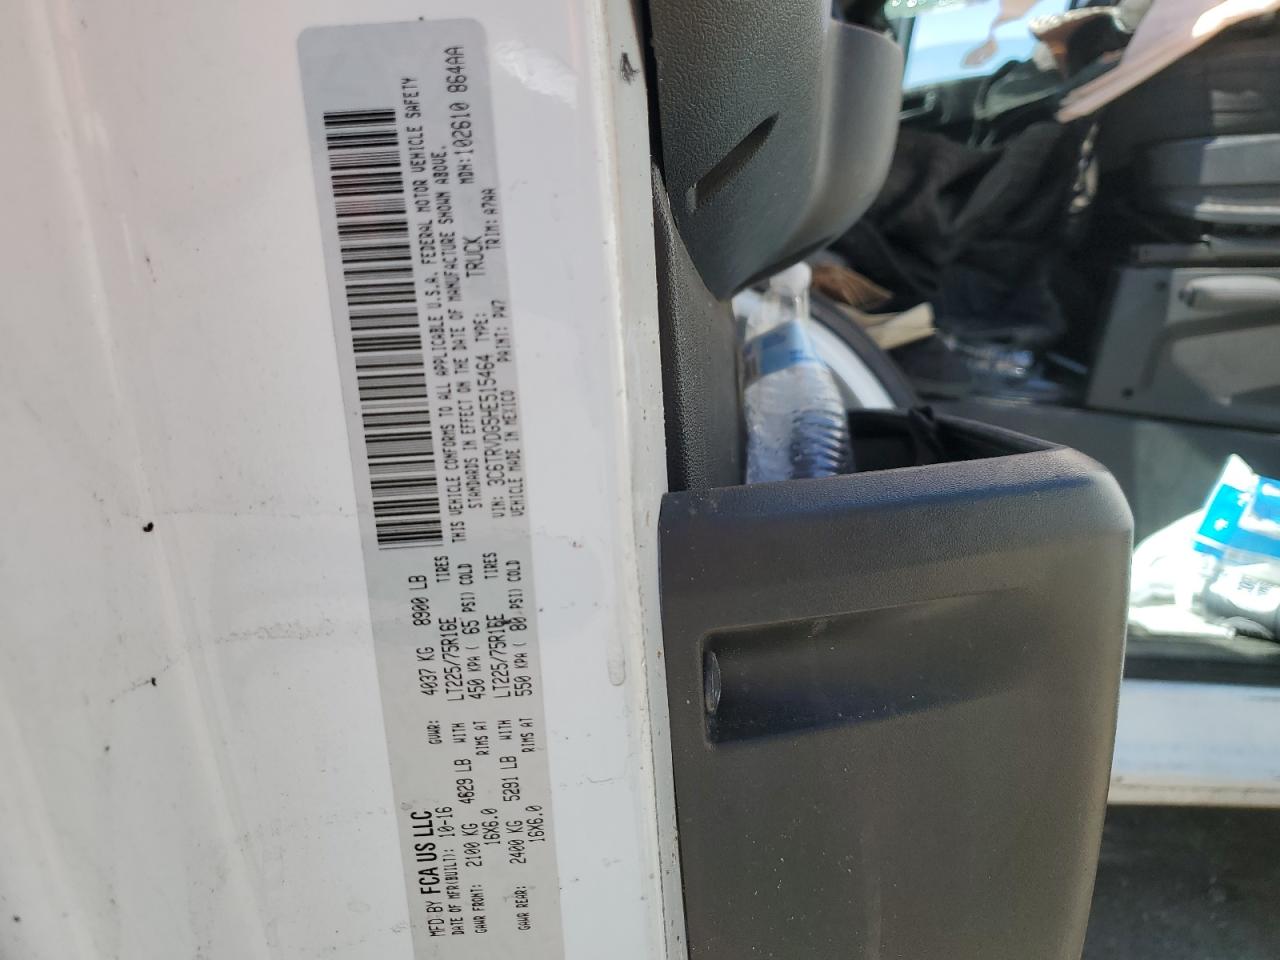 MFD BY FCA US LLC
DATE OF MFR(BUILT): 10-16 GVWR: 4037 KG 8900 LB
GAWR FRONT: 2100 KG 4629 LB WITH LT225/75R16E TIRES
16X6.0 RIMS AT 450 KPA ( 65 PSI) COLD
GAWR REAR: 2400 KG 5291 LB WITH LT225/75R16E TIRES
16X6.0 RIMS AT 550 KPA ( 80 PSI) COLD
THIS VEHICLE CONFORMS TO ALL APPLICABLE U.S.A. FEDERAL MOTOR VEHICLE SAFETY
STANDARDS IN EFFECT ON THE DATE OF MANUFACTURE SHOWN ABOVE.
MDH: 102610 864AA
VIN: 3C6TRVDG5HE515464 TYPE: TRUCK
VEHICLE MADE IN MEXICO PAINT: PW7 TRIM: A7AA